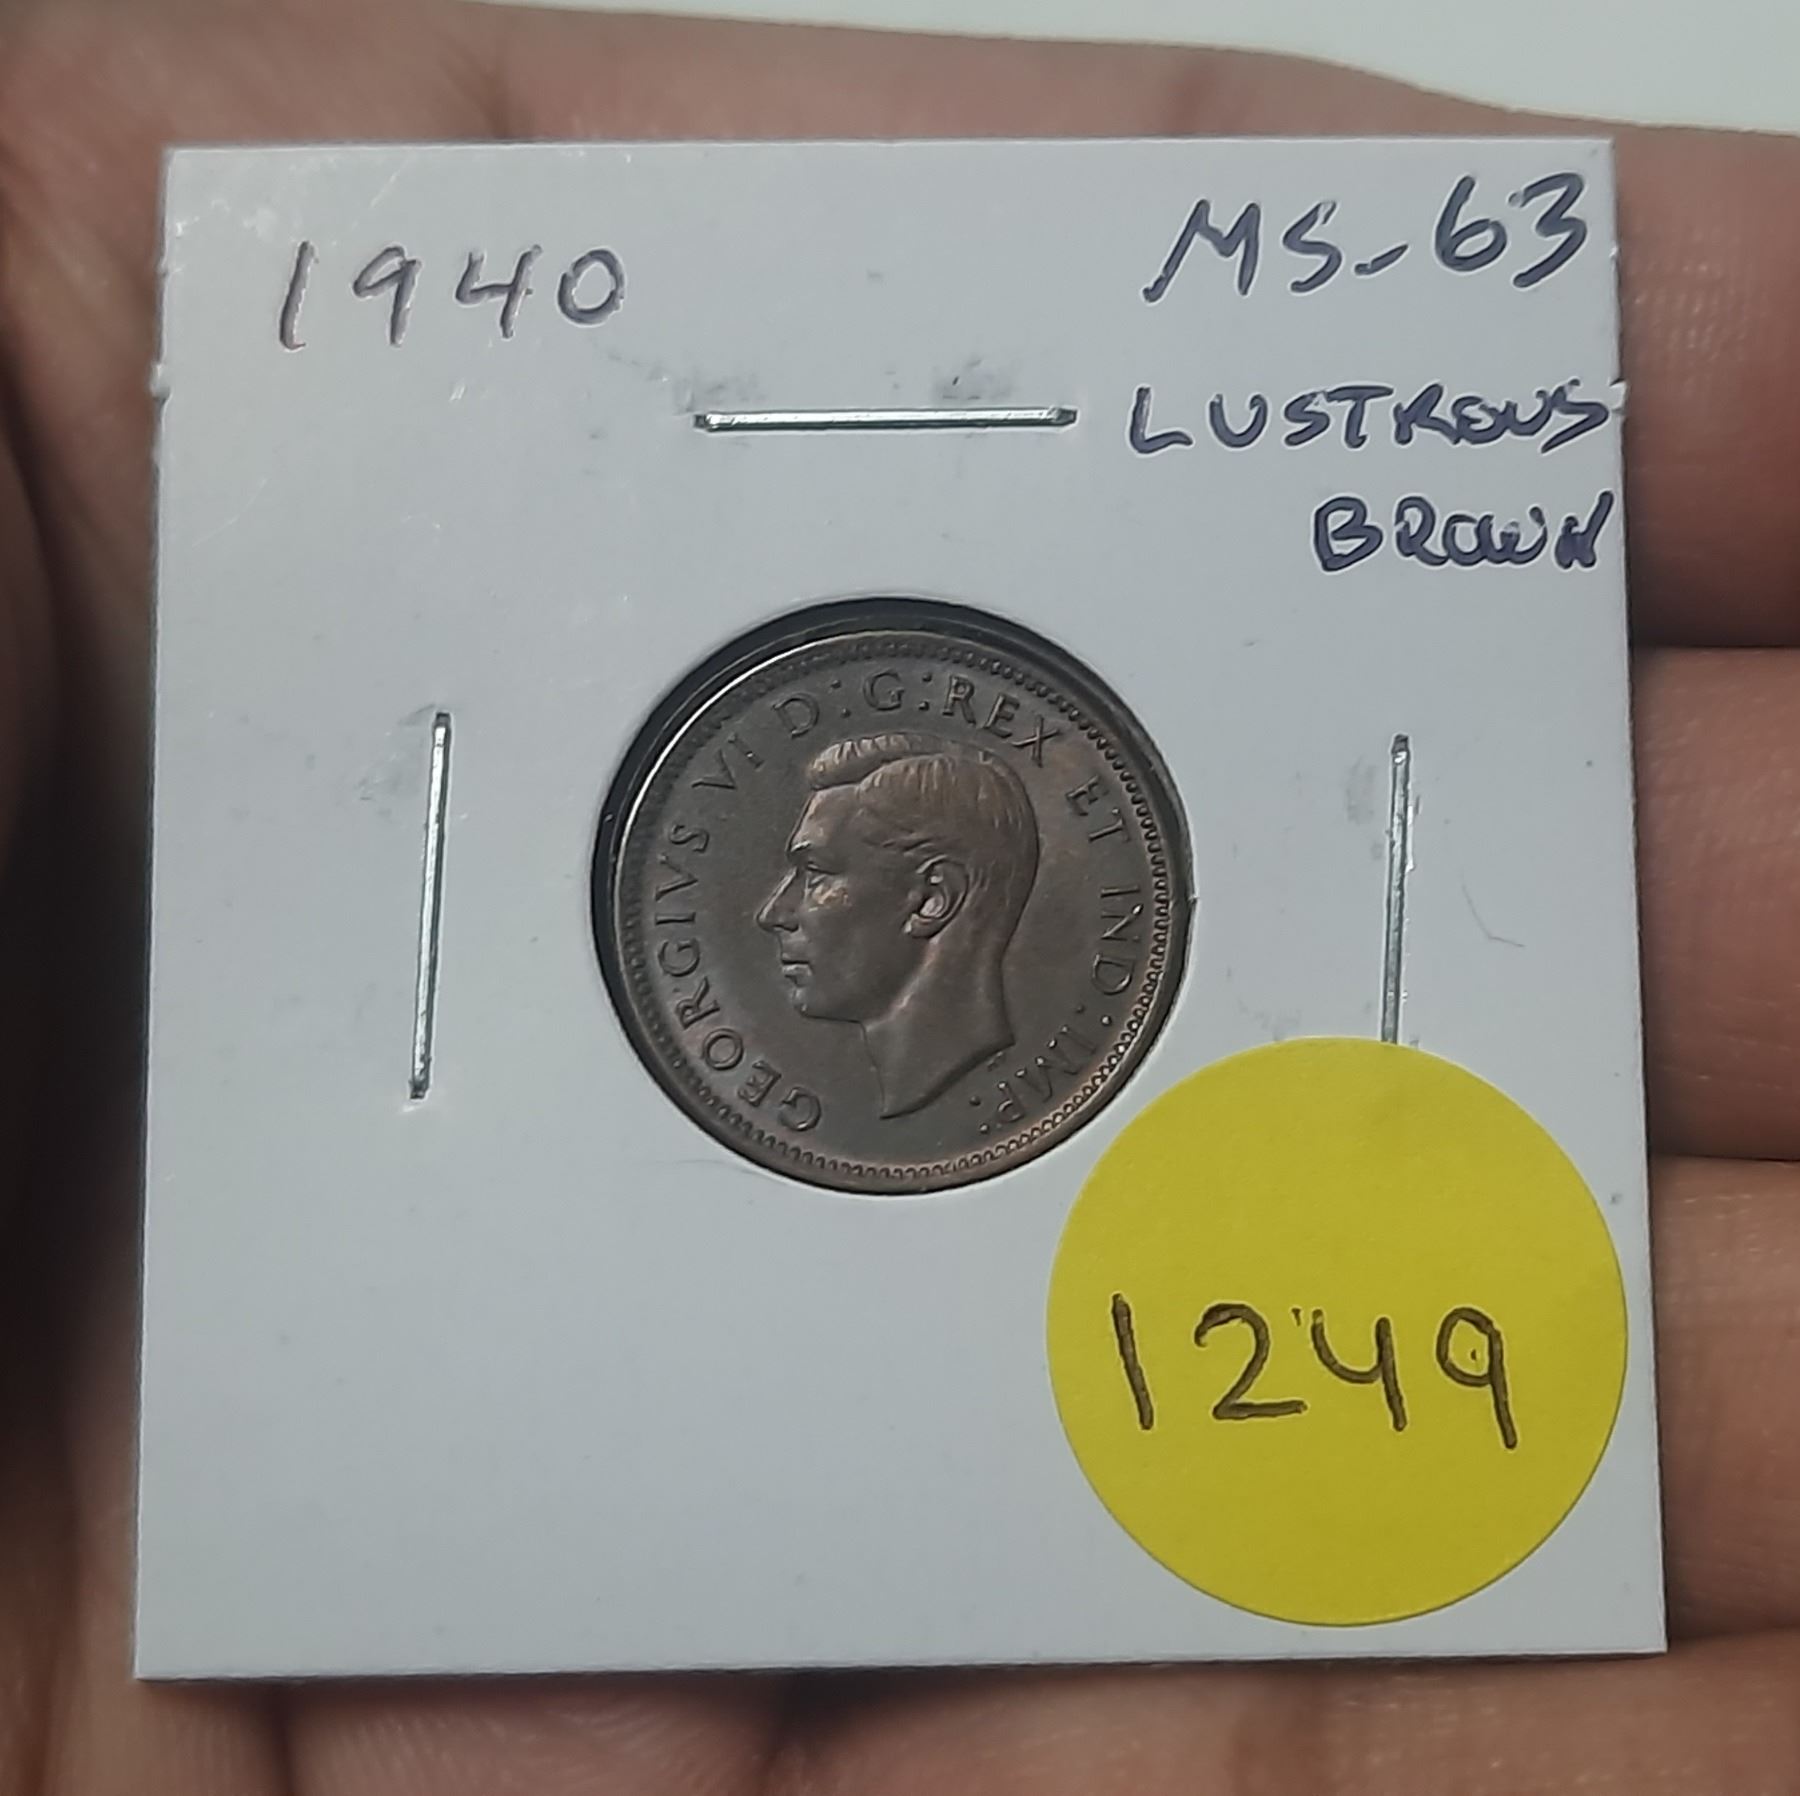 1940
MS-63
LUSTROUS
BROWN
GEORGIVS VI D:G:REX ET IND:IMP:
1249